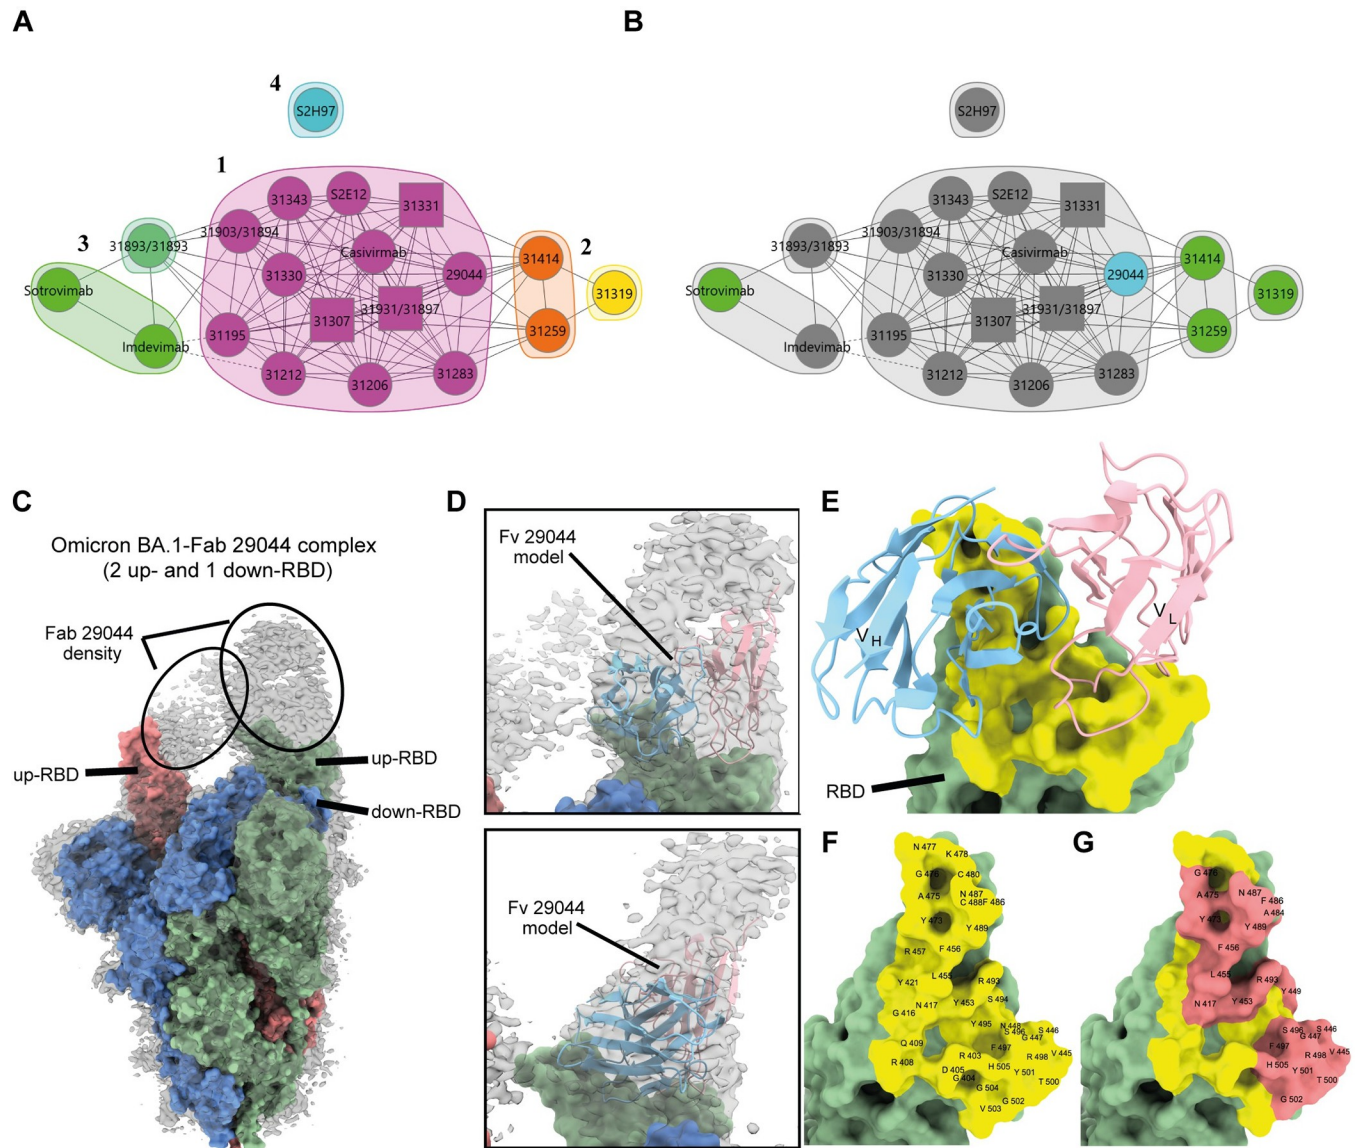 A
B
4
S2H97
S2H97
1
31343
S2E12
31331
31903/31894
3
31893/31893
Casivirmab
31414
2
31330
29044
Sotrovimab
31319
31307
31931/31897
31195
31259
Imdevimab
31212
31206
31283
31343
S2E12
31331
31903/31894
31893/31893
Casivirmab
31414
31330
29044
Sotrovimab
31319
31307
31931/31897
31195
31259
Imdevimab
31212
31206
31283
C
Omicron BA.1-Fab 29044 complex
(2 up- and 1 down-RBD)
Fab 29044
density
up-RBD
up-RBD
down-RBD
D
Fv 29044
model
Fv 29044
model
E
VH
VL
RBD
F
N 477
K 478
G 476
C 480
A 475
N 487
C 488
F 486
Y 473
Y 489
R 457
F 456
Y 421
L 455
R 493
N 417
Y 453
S 494
G 416
Y 495
N 448
S 446
S 496
G 447
Q 409
F 497
R 408
R 403
R 498
V 445
D 405
H 505
Y 501
G 404
T 500
G 504
G 502
V 503
G
G 476
A 475
N 487
F 486
A 484
Y 473
Y 489
F 456
L 455
R 493
Y 449
N 417
Y 453
S 496
S 446
G 447
F 497
R 498
V 445
H 505
Y 501
T 500
G 502